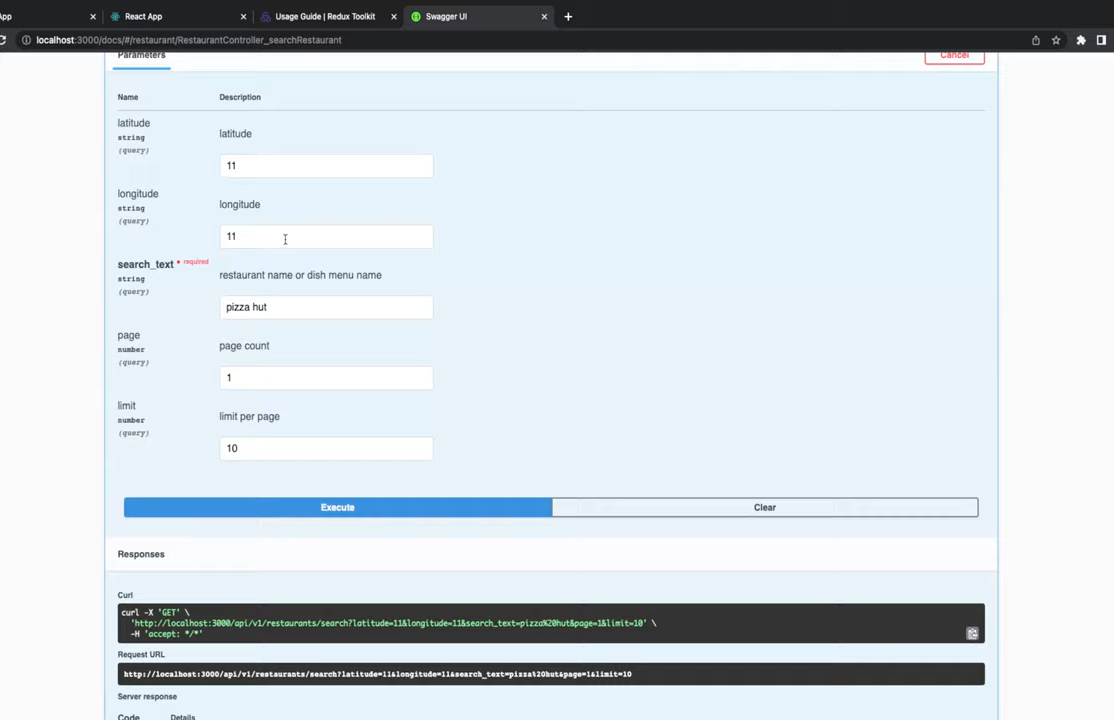 App
React App
Usage Guide | Redux Toolkit
Swagger UI
localhost:3000/docs/#/restaurant/RestaurantController_searchRestaurant
Parameters
Cancel
Name
Description
latitude
string
(query)
latitude
11
longitude
string
(query)
longitude
11
search_text * required
string
(query)
restaurant name or dish menu name
pizza hut
page
number
(query)
page count
1
limit
number
(query)
limit per page
10
Execute
Clear
Responses
Curl
curl -X 'GET' \
'http://localhost:3000/api/v1/restaurants/search?latitude=11&longitude=11&search_text=pizza%20hut&page=1&limit=10' \
-H 'accept: */*'
Request URL
http://localhost:3000/api/v1/restaurants/search?latitude=11&longitude=11&search_text=pizza%20hut&page=1&limit=10
Server response
Code
Details